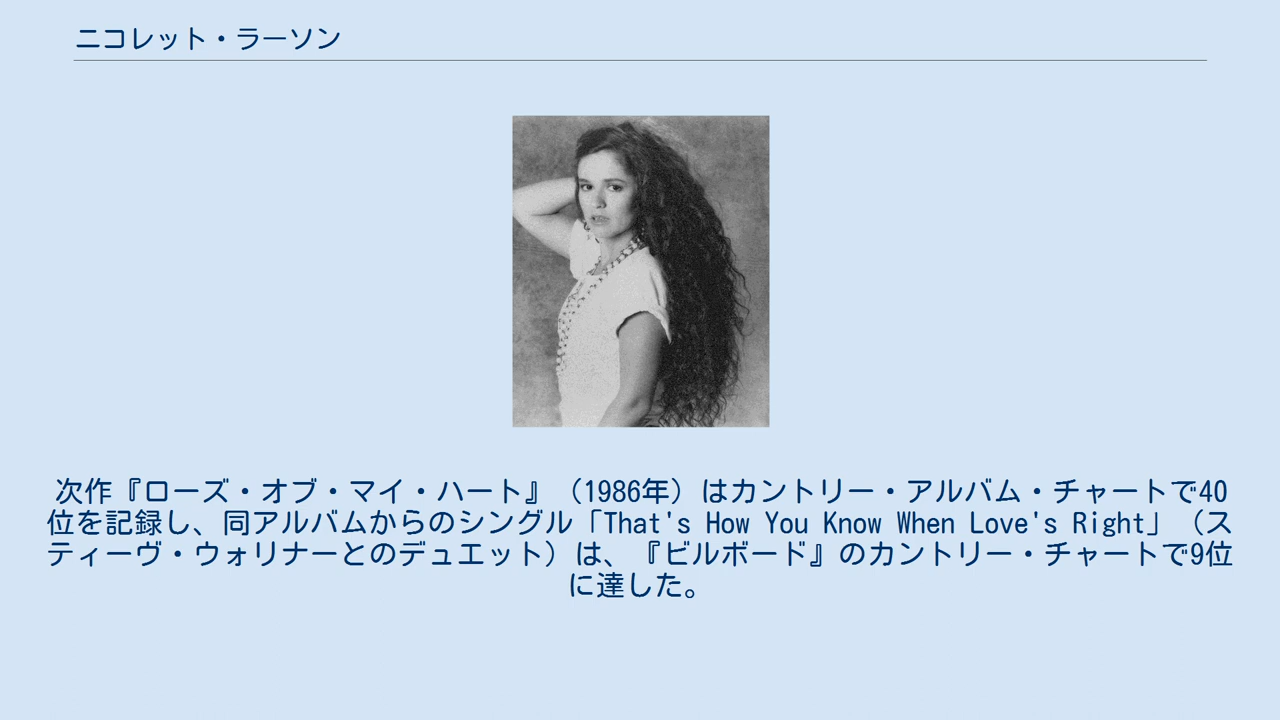 ニコレット・ラーソン
次作『ローズ・オブ・マイ・ハート』（1986年）はカントリー・アルバム・チャートで40
位を記録し、同アルバムからのシングル「That's How You Know When Love's Right」（ス
ティーヴ・ウォリナーとのデュエット）は、『ビルボード』のカントリー・チャートで9位
に達した。